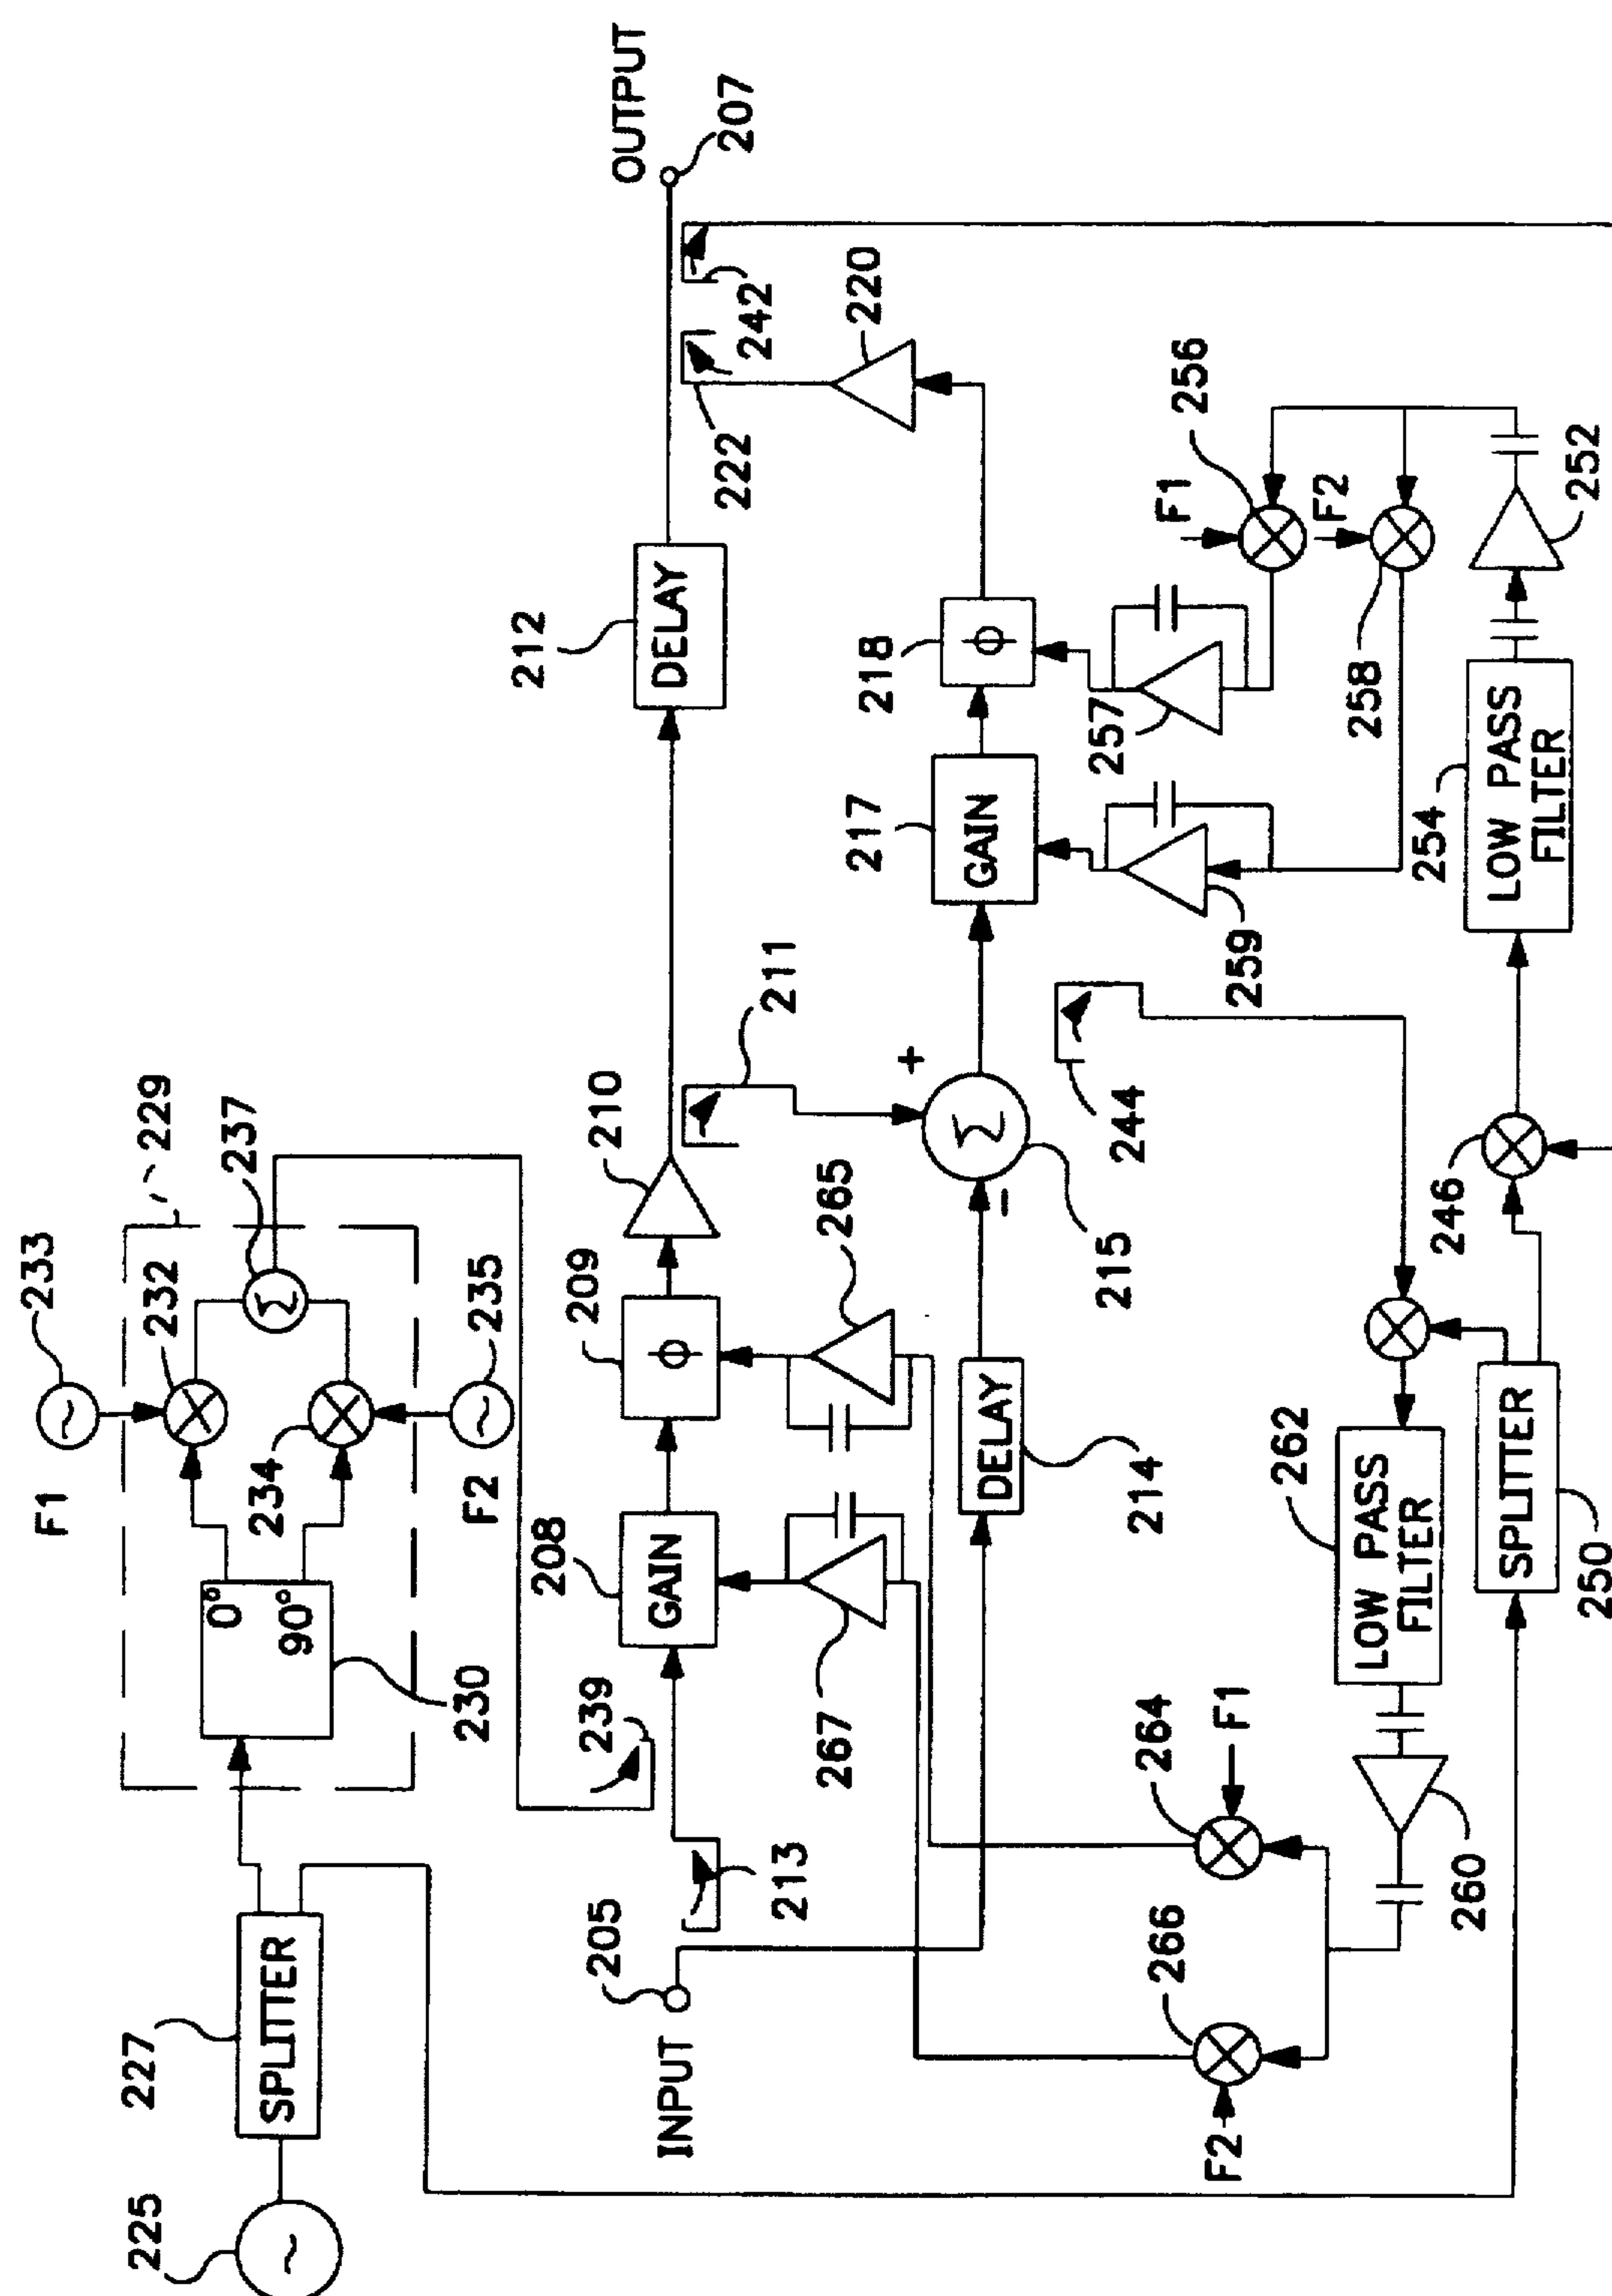 225
227
SPLITTER
229
F1
233
232
0°
90°
230
234
237
F2
235
INPUT
205
213
239
208
GAIN
209
Φ
210
211
212
DELAY
OUTPUT
207
242
222
220
267
265
214
DELAY
215
Σ
Σ
+
−
217
GAIN
218
Φ
257
259
F1
256
F2
258
244
F2
266
264
F1
260
262
LOW PASS
FILTER
250
SPLITTER
246
254
LOW PASS
FILTER
252